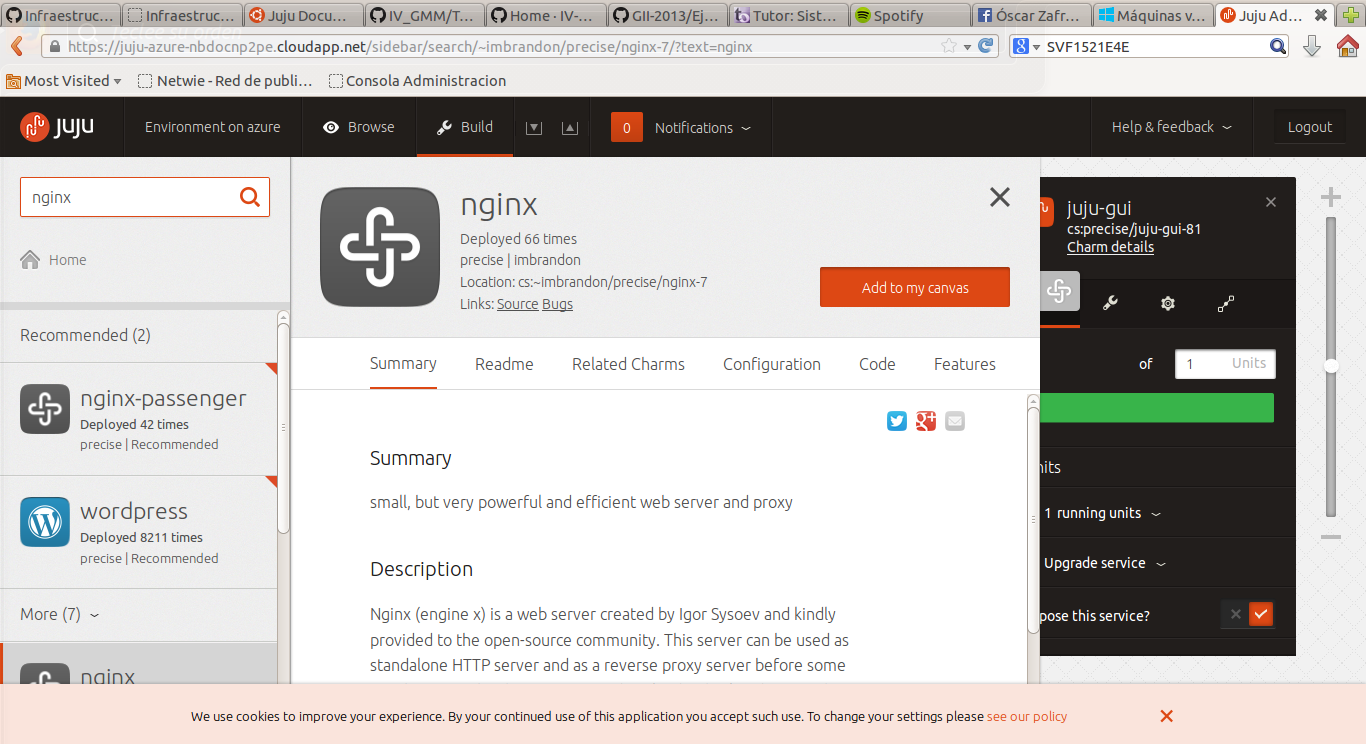 Infraestruc...
Infraestruc...
Juju Docu...
IV_GMM/T...
Home · IV-...
GII-2013/Ej...
Tutor: Sist...
Spotify
Óscar Zafr...
Máquinas v...
Juju Ad...
https://juju-azure-nbdocnp2pe.cloudapp.net/sidebar/search/~imbrandon/precise/nginx-7/?text=nginx
SVF1521E4E
Most Visited
Netwie - Red de publi...
Consola Administracion
juju
Environment on azure
Browse
Build
0
Notifications
Help & feedback
Logout
nginx
Home
Recommended (2)
nginx-passenger
Deployed 42 times
precise | Recommended
wordpress
Deployed 8211 times
precise | Recommended
More (7)
nginx
nginx
Deployed 66 times
precise | imbrandon
Location: cs:~imbrandon/precise/nginx-7
Links: Source Bugs
Add to my canvas
Summary
Readme
Related Charms
Configuration
Code
Features
Summary
small, but very powerful and efficient web server and proxy
Description
Nginx (engine x) is a web server created by Igor Sysoev and kindly
provided to the open-source community. This server can be used as
standalone HTTP server and as a reverse proxy server before some
juju-gui
cs:precise/juju-gui-81
Charm details
of
1
Units
nits
1 running units
Upgrade service
pose this service?
We use cookies to improve your experience. By your continued use of this application you accept such use. To change your settings please see our policy